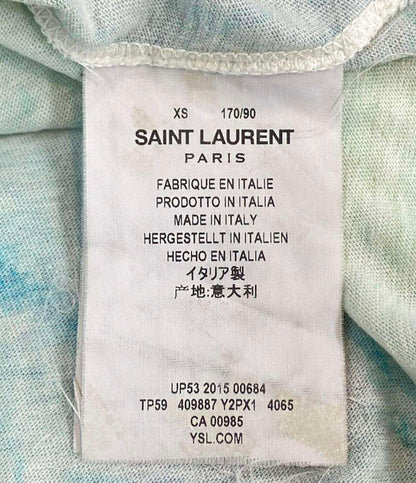 XS 170/90
SAINT LAURENT
PARIS
FABRIQUE EN ITALIE
PRODOTTO IN ITALIA
MADE IN ITALY
HERGESTELLT IN ITALIEN
HECHO EN ITALIA
イタリア製
产地:意大利
UP53 2015 00684
TP59 409887 Y2PX1 4065
CA 00985
YSL.COM